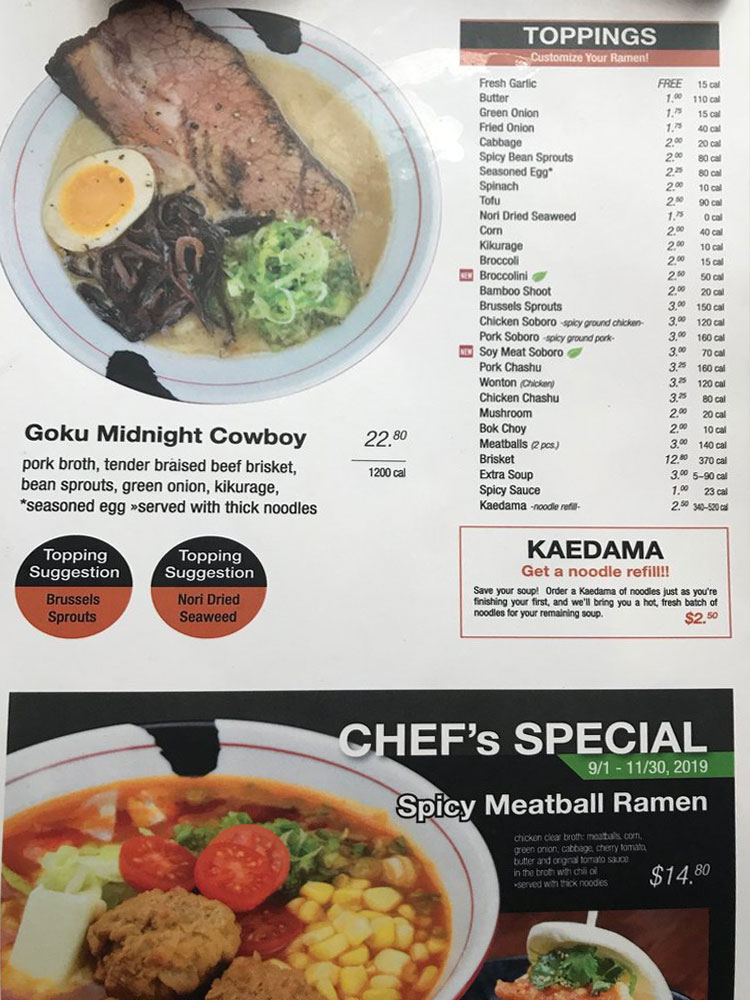 TOPPINGS
Customize Your Ramen!
Fresh Garlic FREE 15 cal
Butter 1.00 110 cal
Green Onion 1.75 15 cal
Fried Onion 1.75 40 cal
Cabbage 2.00 20 cal
Spicy Bean Sprouts 2.00 80 cal
Seasoned Egg* 2.25 80 cal
Spinach 2.00 10 cal
Tofu 2.50 90 cal
Nori Dried Seaweed 1.75 0 cal
Corn 2.00 40 cal
Kikurage 2.00 10 cal
Broccoli 2.00 15 cal
NEW Broccolini 2.50 50 cal
Bamboo Shoot 2.00 20 cal
Brussels Sprouts 3.00 150 cal
Chicken Soboro -spicy ground chicken- 3.00 120 cal
Pork Soboro -spicy ground pork- 3.00 160 cal
NEW Soy Meat Soboro 3.00 70 cal
Pork Chashu 3.25 160 cal
Wonton (Chicken) 3.25 120 cal
Chicken Chashu 3.25 80 cal
Mushroom 2.00 20 cal
Bok Choy 2.00 10 cal
Meatballs (2 pcs.) 3.00 140 cal
Brisket 12.80 370 cal
Extra Soup 3.00 5-90 cal
Spicy Sauce 1.00 23 cal
Kaedama -noodle refill- 2.50 340-520 cal
Goku Midnight Cowboy 22.80
1200 cal
pork broth, tender braised beef brisket,
bean sprouts, green onion, kikurage,
*seasoned egg »served with thick noodles
Topping
Suggestion
Brussels
Sprouts
Topping
Suggestion
Nori Dried
Seaweed
KAEDAMA
Get a noodle refill!!
Save your soup! Order a Kaedama of noodles just as you're
finishing your first, and we'll bring you a hot, fresh batch of
noodles for your remaining soup. $2.50
CHEF's SPECIAL
9/1 - 11/30, 2019
Spicy Meatball Ramen
chicken clear broth: meatballs, corn,
green onion, cabbage, cherry tomato,
butter and original tomato sauce
in the broth with chili oil
»served with thick noodles
$14.80